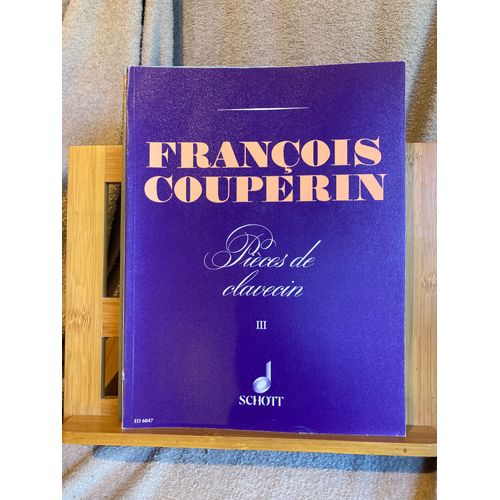 FRANÇOIS
COUPERIN
Pièces de
clavecin
III
SCHOTT
ED 6047